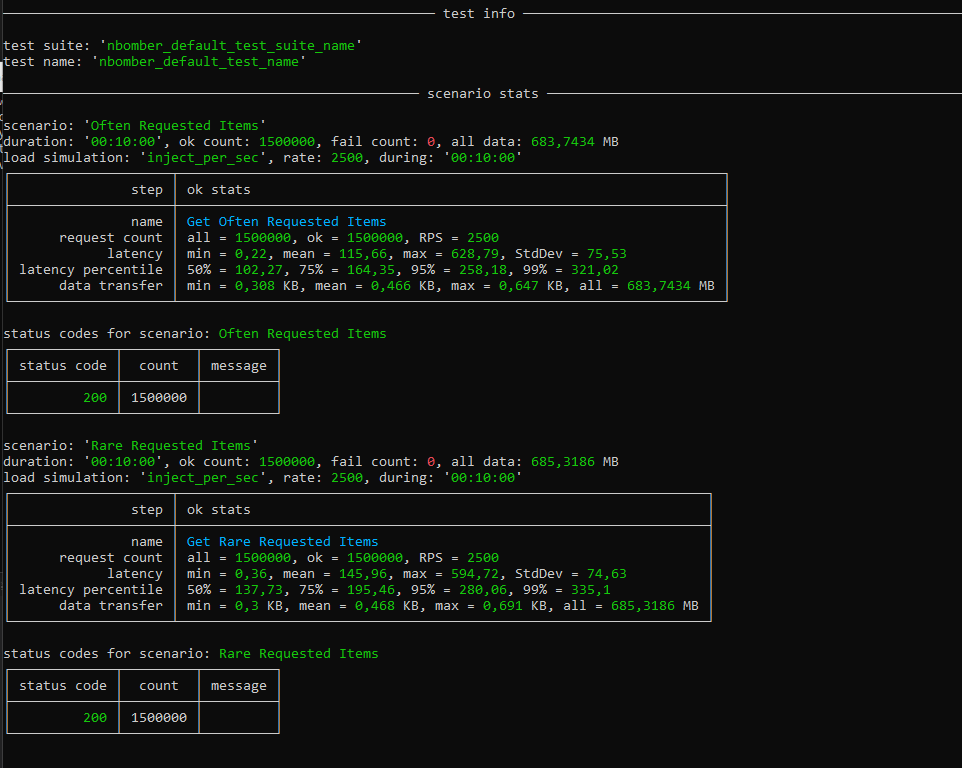 test info
test suite: 'nbomber_default_test_suite_name'
test name: 'nbomber_default_test_name'
scenario stats
scenario: 'Often Requested Items'
duration: '00:10:00', ok count: 1500000, fail count: 0, all data: 683,7434 MB
load simulation: 'inject_per_sec', rate: 2500, during: '00:10:00'
step ok stats
name Get Often Requested Items
request count all = 1500000, ok = 1500000, RPS = 2500
latency min = 0,22, mean = 115,66, max = 628,79, StdDev = 75,53
latency percentile 50% = 102,27, 75% = 164,35, 95% = 258,18, 99% = 321,02
data transfer min = 0,308 KB, mean = 0,466 KB, max = 0,647 KB, all = 683,7434 MB
status codes for scenario: Often Requested Items
status code count message
200 1500000
scenario: 'Rare Requested Items'
duration: '00:10:00', ok count: 1500000, fail count: 0, all data: 685,3186 MB
load simulation: 'inject_per_sec', rate: 2500, during: '00:10:00'
step ok stats
name Get Rare Requested Items
request count all = 1500000, ok = 1500000, RPS = 2500
latency min = 0,36, mean = 145,96, max = 594,72, StdDev = 74,63
latency percentile 50% = 137,73, 75% = 195,46, 95% = 280,06, 99% = 335,1
data transfer min = 0,3 KB, mean = 0,468 KB, max = 0,691 KB, all = 685,3186 MB
status codes for scenario: Rare Requested Items
status code count message
200 1500000